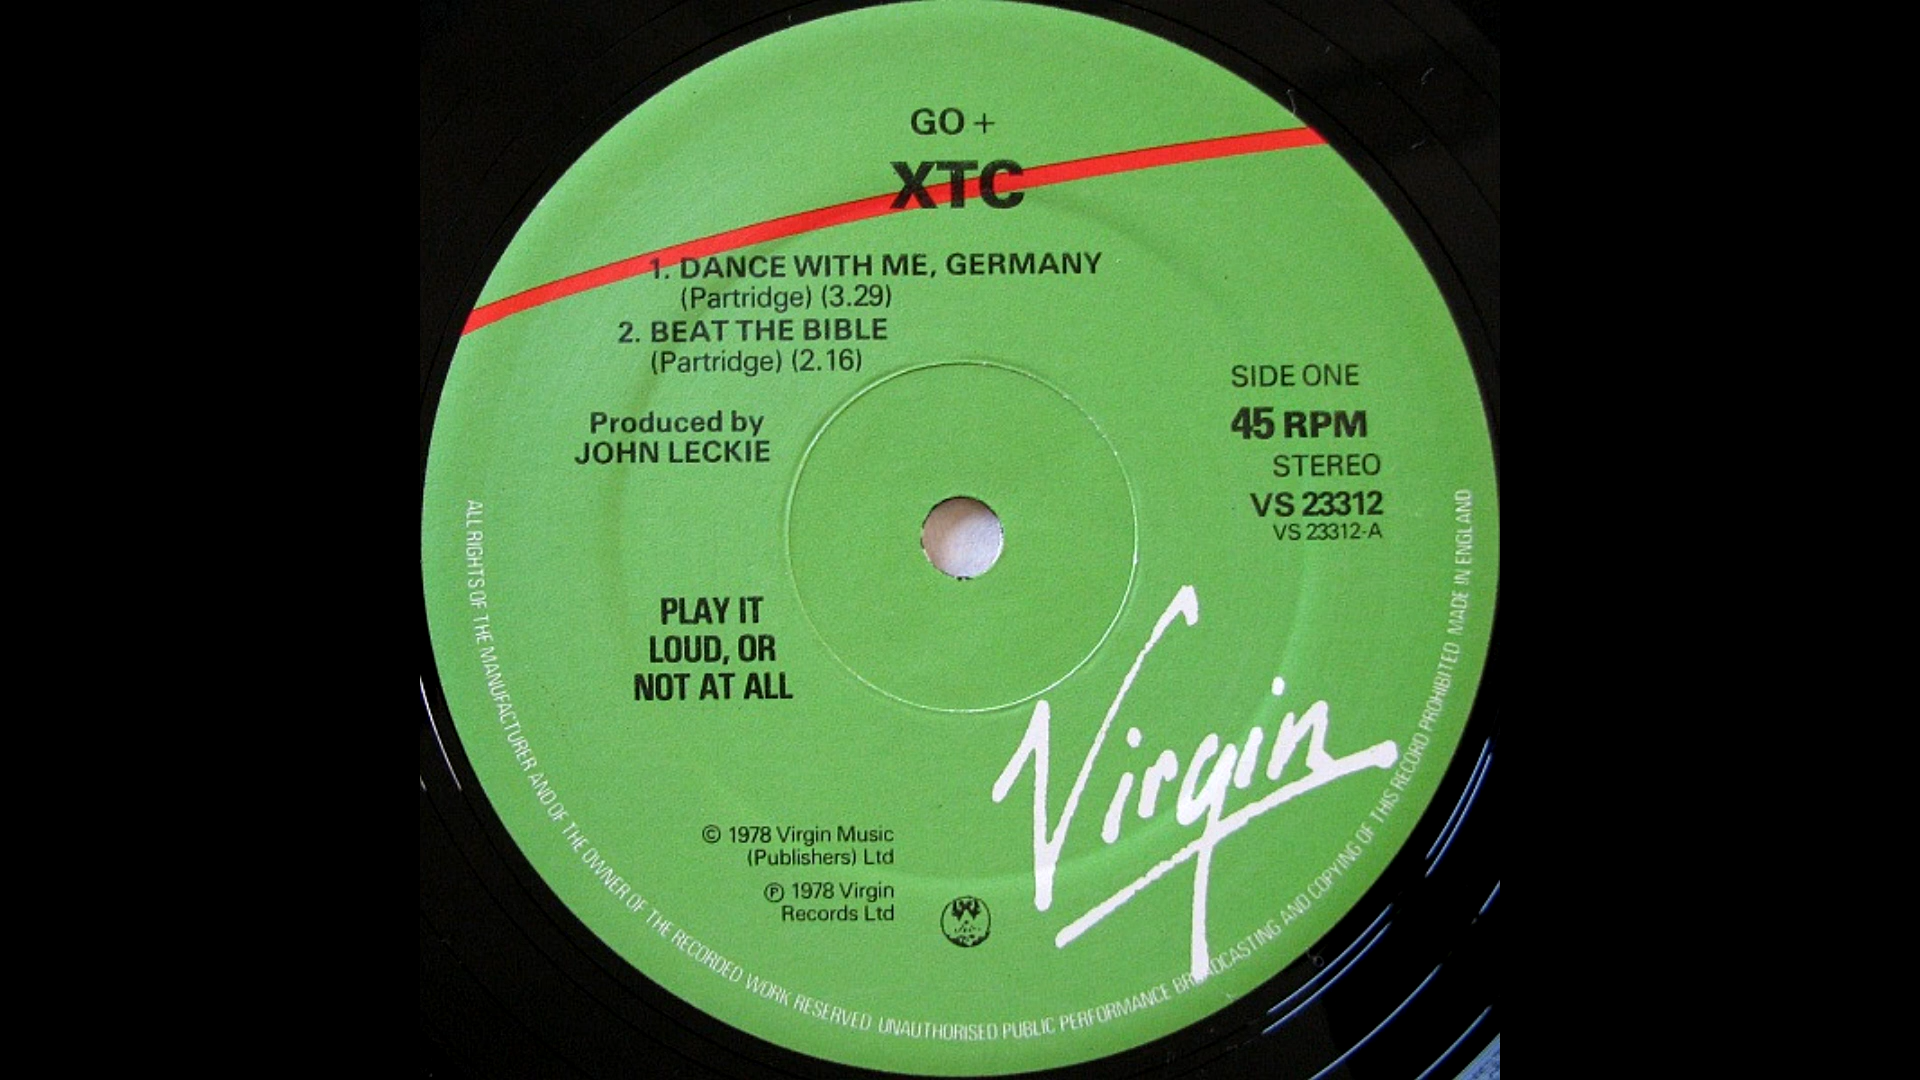 GO +
XTC
1. DANCE WITH ME, GERMANY
(Partridge) (3.29)
2. BEAT THE BIBLE
(Partridge) (2.16)
Produced by
JOHN LECKIE
SIDE ONE
45 RPM
STEREO
VS 23312
VS 23312-A
PLAY IT
LOUD, OR
NOT AT ALL
Virgin
© 1978 Virgin Music
(Publishers) Ltd
℗ 1978 Virgin
Records Ltd
ALL RIGHTS OF THE MANUFACTURER AND OF THE OWNER OF THE RECORDED WORK RESERVED UNAUTHORISED PUBLIC PERFORMANCE BROADCASTING AND COPYING OF THIS RECORD PROHIBITED MADE IN ENGLAND